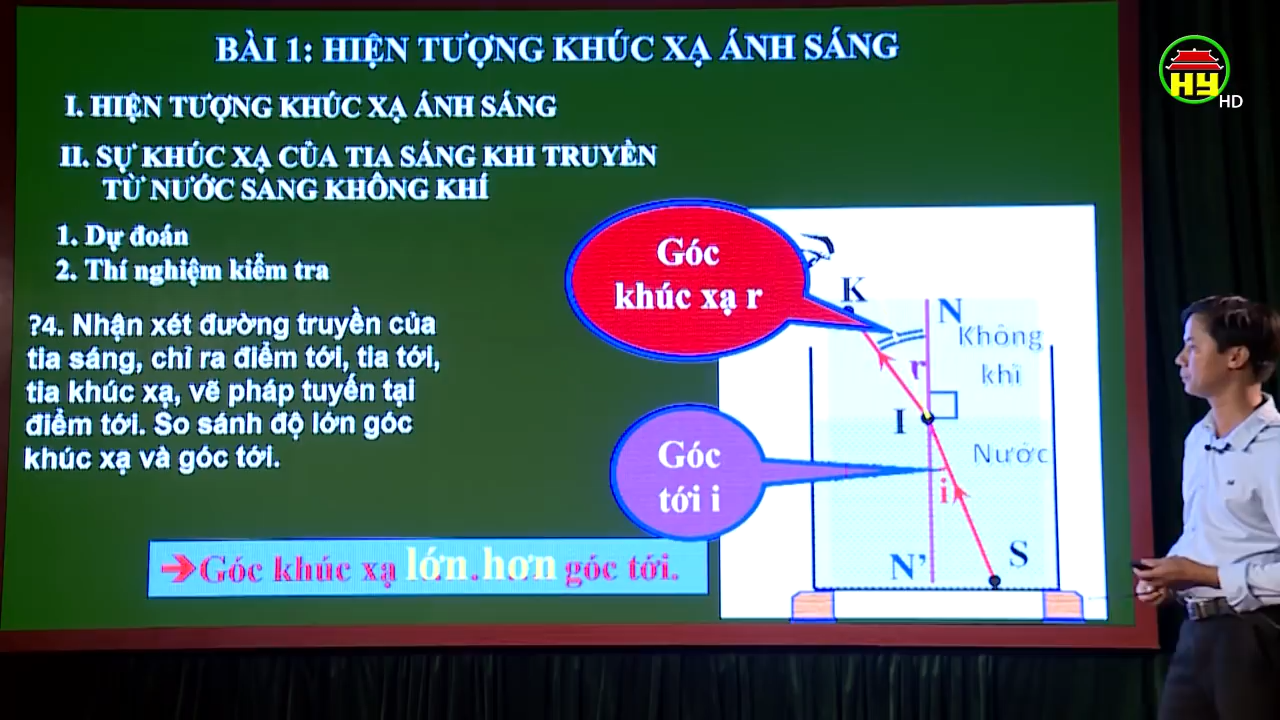 BÀI 1: HIỆN TƯỢNG KHÚC XẠ ÁNH SÁNG
I. HIỆN TƯỢNG KHÚC XẠ ÁNH SÁNG
II. SỰ KHÚC XẠ CỦA TIA SÁNG KHI TRUYỀN
TỪ NƯỚC SANG KHÔNG KHÍ
1. Dự đoán
2. Thí nghiệm kiểm tra
?4. Nhận xét đường truyền của
tia sáng, chỉ ra điểm tới, tia tới,
tia khúc xạ, vẽ pháp tuyến tại
điểm tới. So sánh độ lớn góc
khúc xạ và góc tới.
➔Góc khúc xạ lớn hơn góc tới.
Góc
khúc xạ r
Góc
tới i
K
N
Không
khí
r
I
Nước
i
N'
S
HY
HD